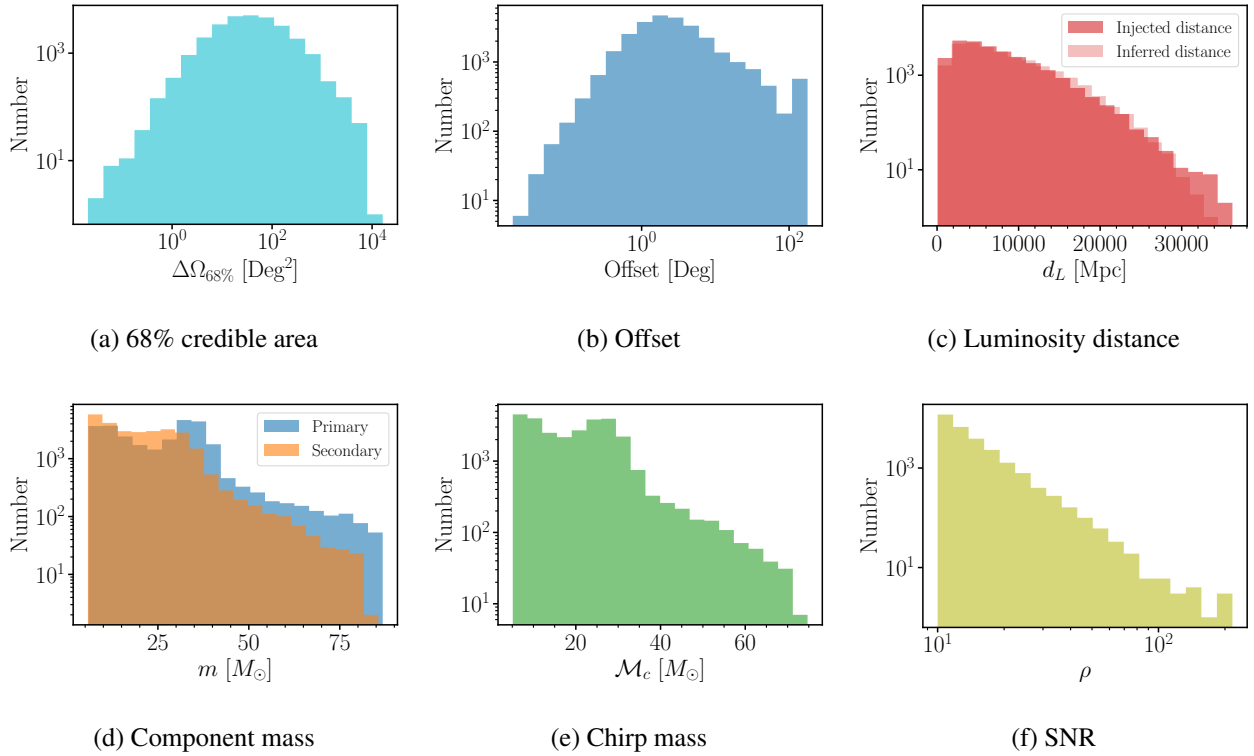 Number
10^3
10^1
10^0
10^2
10^4
ΔΩ_{68%} [Deg^2]
(a) 68% credible area
Number
10^3
10^2
10^1
10^0
10^2
Offset [Deg]
(b) Offset
Number
10^3
10^1
Injected distance
Inferred distance
0
10000
20000
30000
d_L [Mpc]
(c) Luminosity distance
Number
10^3
10^2
10^1
Primary
Secondary
25
50
75
m [M_⊙]
(d) Component mass
Number
10^3
10^2
10^1
20
40
60
ℳ_c [M_⊙]
(e) Chirp mass
Number
10^3
10^1
10^1
10^2
ρ
(f) SNR